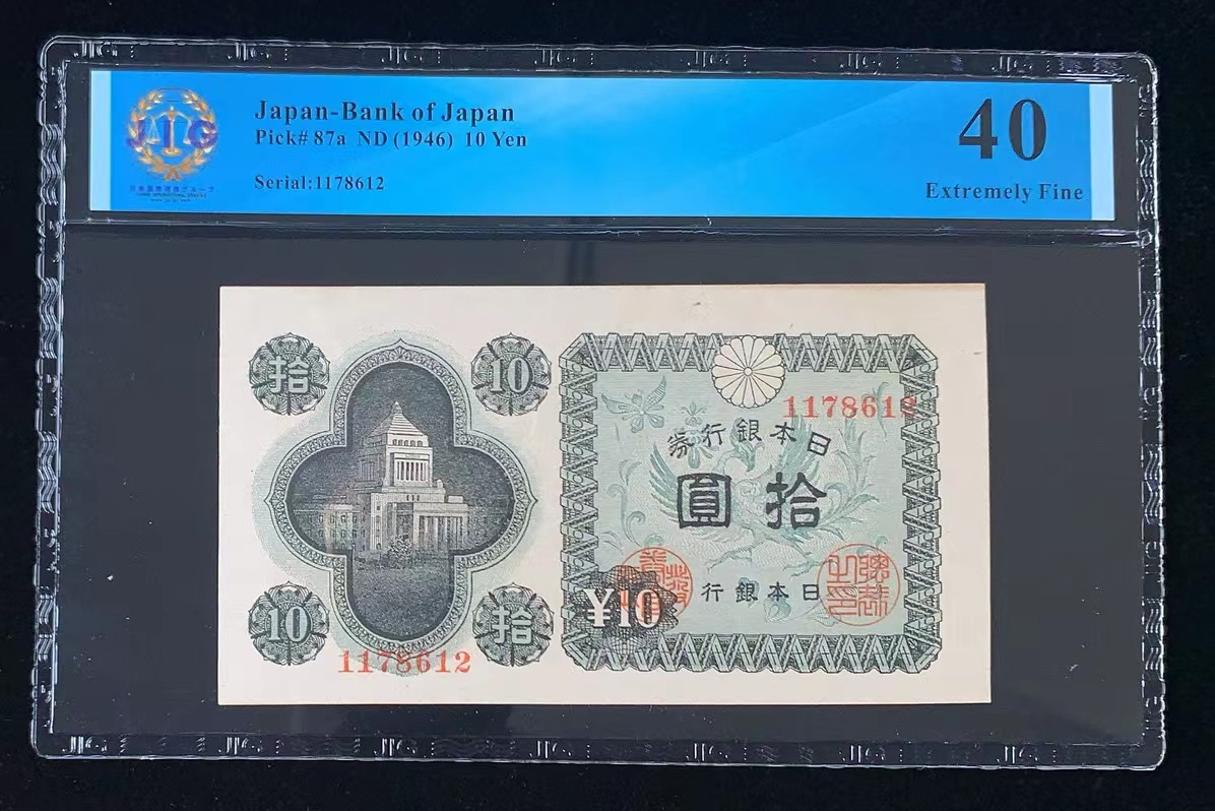 Japan-Bank of Japan
Pick# 87a ND (1946) 10 Yen
Serial:1178612
40
Extremely Fine
JIG
拾
10
1178612
券行銀本日
圓拾
¥10
行銀本日
10
拾
1178612